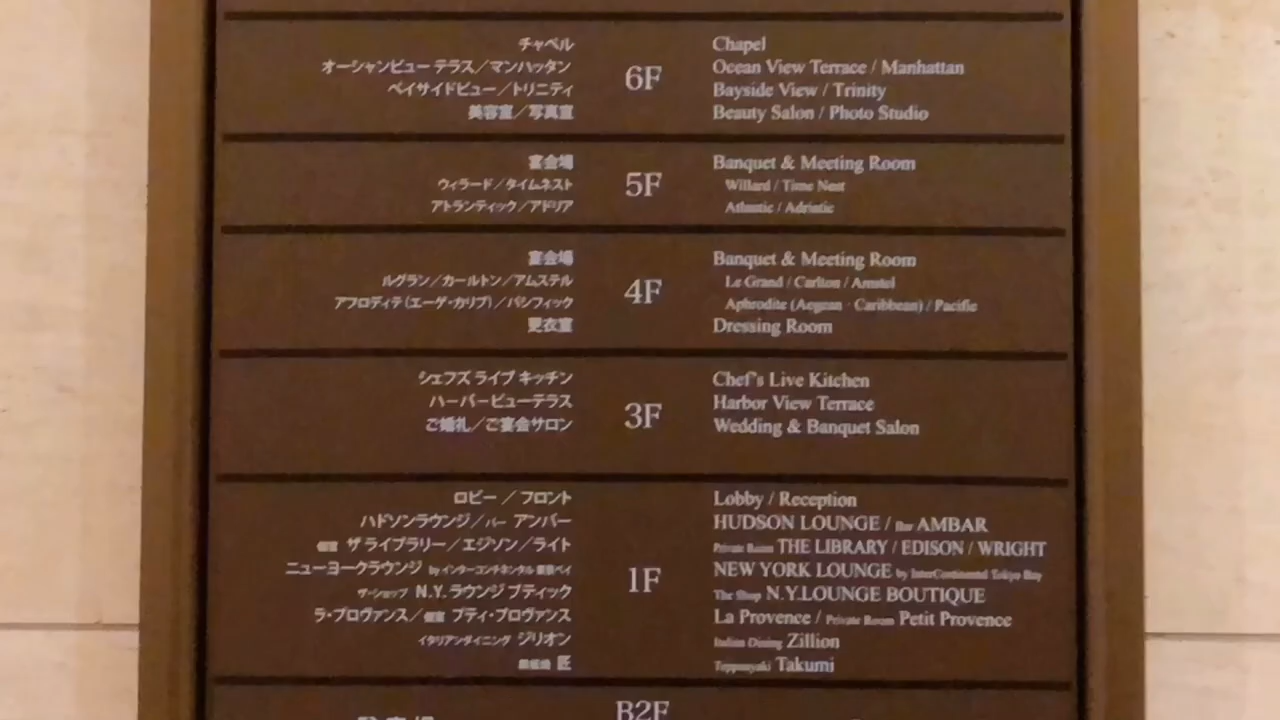 チャペル
オーシャンビュー テラス／マンハッタン
ベイサイドビュー／トリニティ
美容室／写真室
6F
Chapel
Ocean View Terrace / Manhattan
Bayside View / Trinity
Beauty Salon / Photo Studio
宴会場
ウィラード／タイムネスト
アトランティック／アドリア
5F
Banquet & Meeting Room
Willard / Time Nest
Atlantic / Adriatic
宴会場
ルグラン／カールトン／アムステル
アフロディテ（エーゲ・カリブ）／パシフィック
更衣室
4F
Banquet & Meeting Room
Le Grand / Carlton / Amstel
Aphrodite (Aegean · Caribbean) / Pacific
Dressing Room
シェフズ ライブ キッチン
ハーバービューテラス
ご婚礼／ご宴会サロン
3F
Chef's Live Kitchen
Harbor View Terrace
Wedding & Banquet Salon
ロビー ／フロント
ハドソンラウンジ／バー アンバー
個室 ザ ライブラリー／エジソン／ライト
ニューヨークラウンジ by インターコンチネンタル 東京ベイ
ザ・ショップ N.Y. ラウンジ ブティック
ラ・プロヴァンス／個室 プティ・プロヴァンス
イタリアンダイニング ジリオン
鉄板焼 匠
1F
Lobby / Reception
HUDSON LOUNGE / Bar AMBAR
Private Room THE LIBRARY / EDISON / WRIGHT
NEW YORK LOUNGE by InterContinental Tokyo Bay
The Shop N.Y.LOUNGE BOUTIQUE
La Provence / Private Room Petit Provence
Italian Dining Zillion
Teppanyaki Takumi
B2F